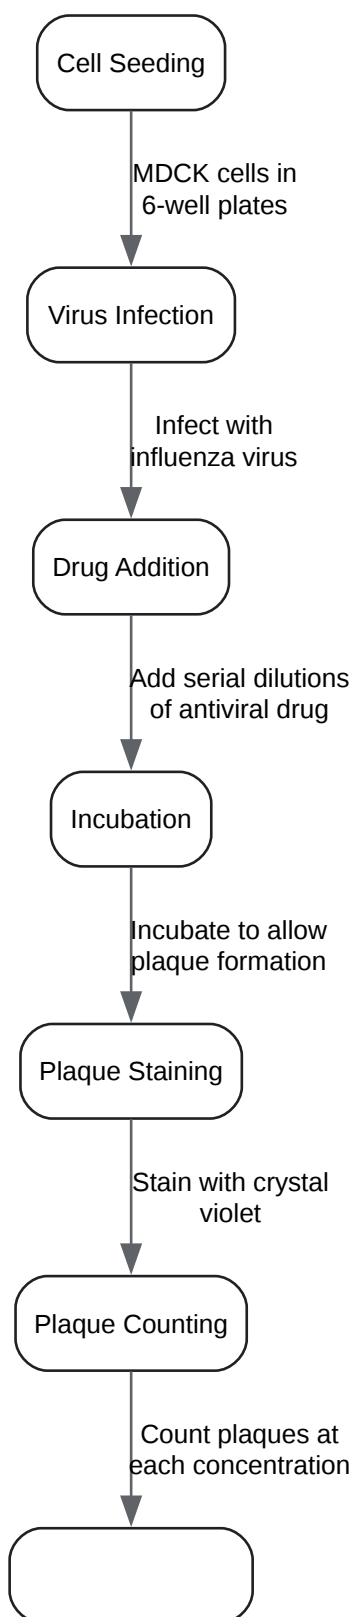 Cell Seeding
MDCK cells in
6-well plates
Virus Infection
Infect with
influenza virus
Drug Addition
Add serial dilutions
of antiviral drug
Incubation
Incubate to allow
plaque formation
Plaque Staining
Stain with crystal
violet
Plaque Counting
Count plaques at
each concentration